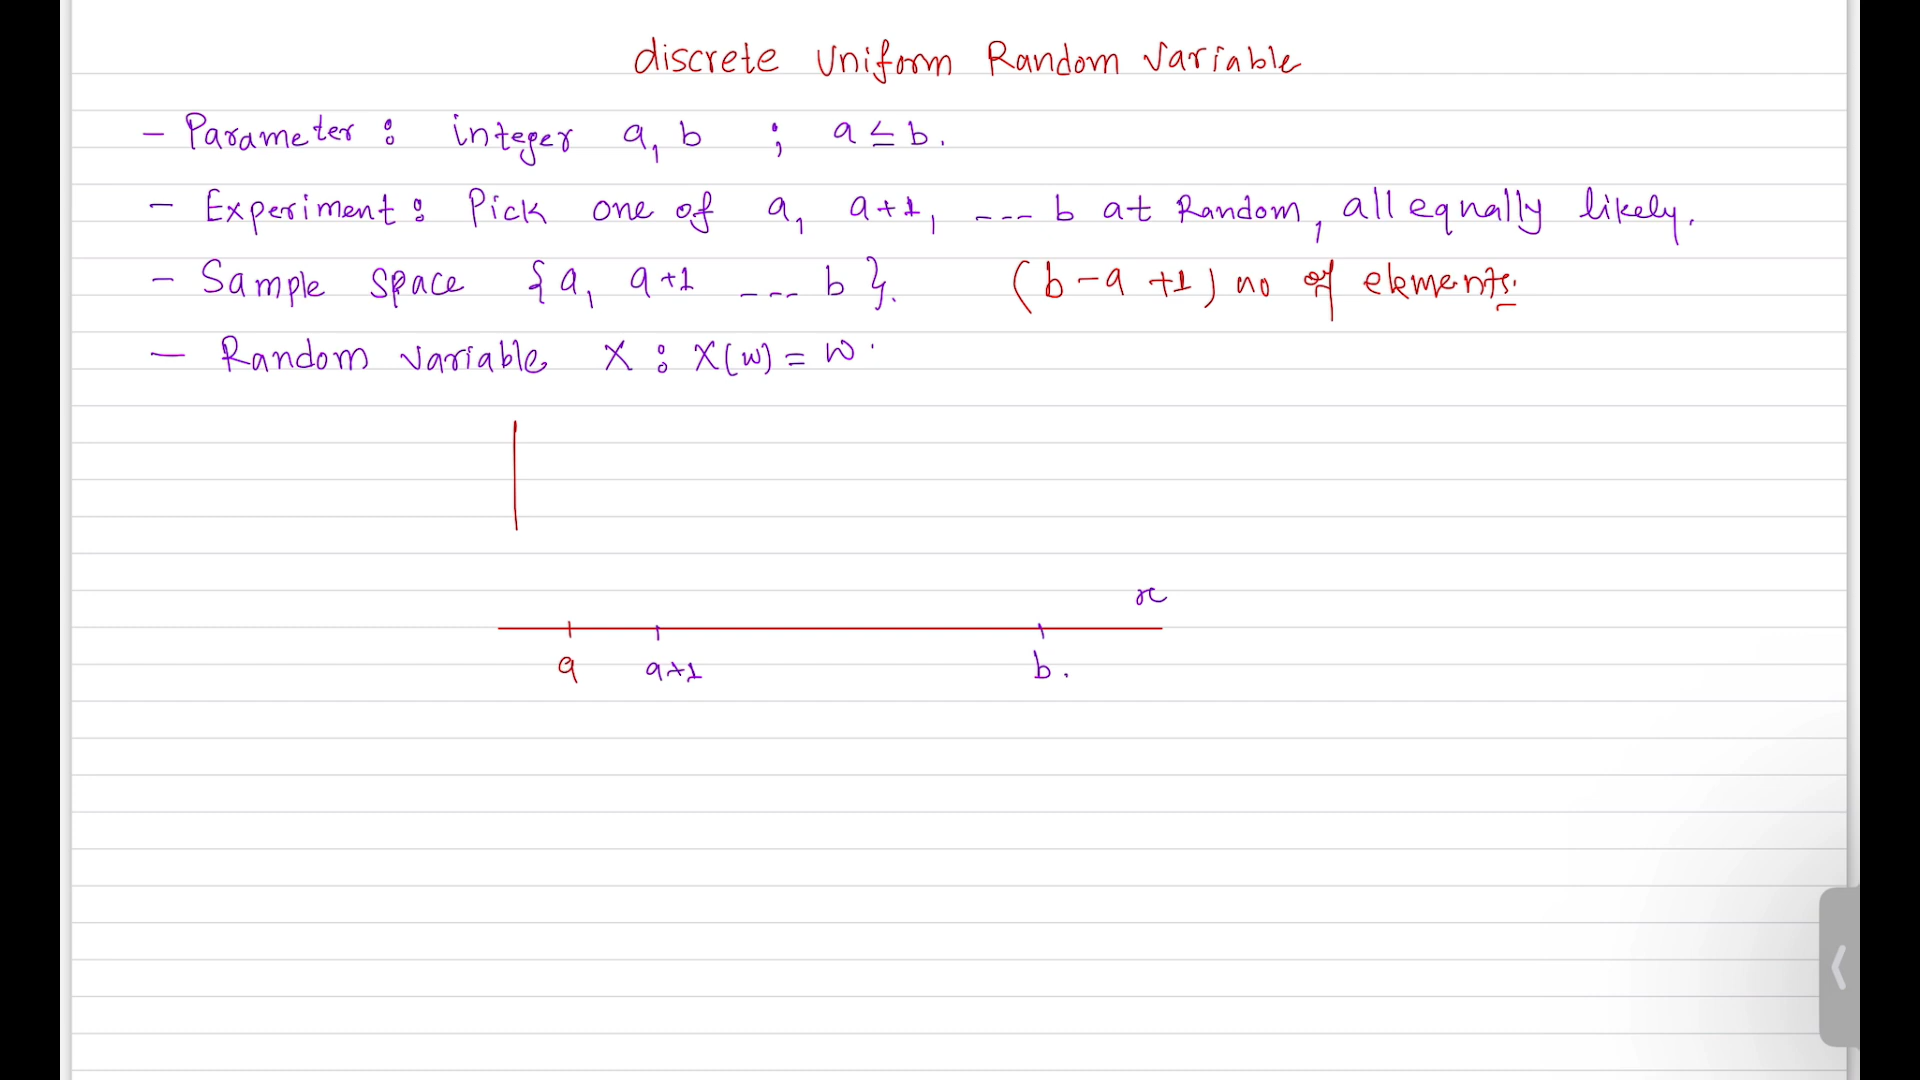 discrete Uniform Random Variable
- Parameter : integer a, b ; a ≤ b.
- Experiment : Pick one of a, a+1, ---- b at Random, all equally likely.
- Sample space {a, a+1 ---- b}. (b-a+1) no of elements.
- Random variable X : X(w) = w.
x
a a+1 b.